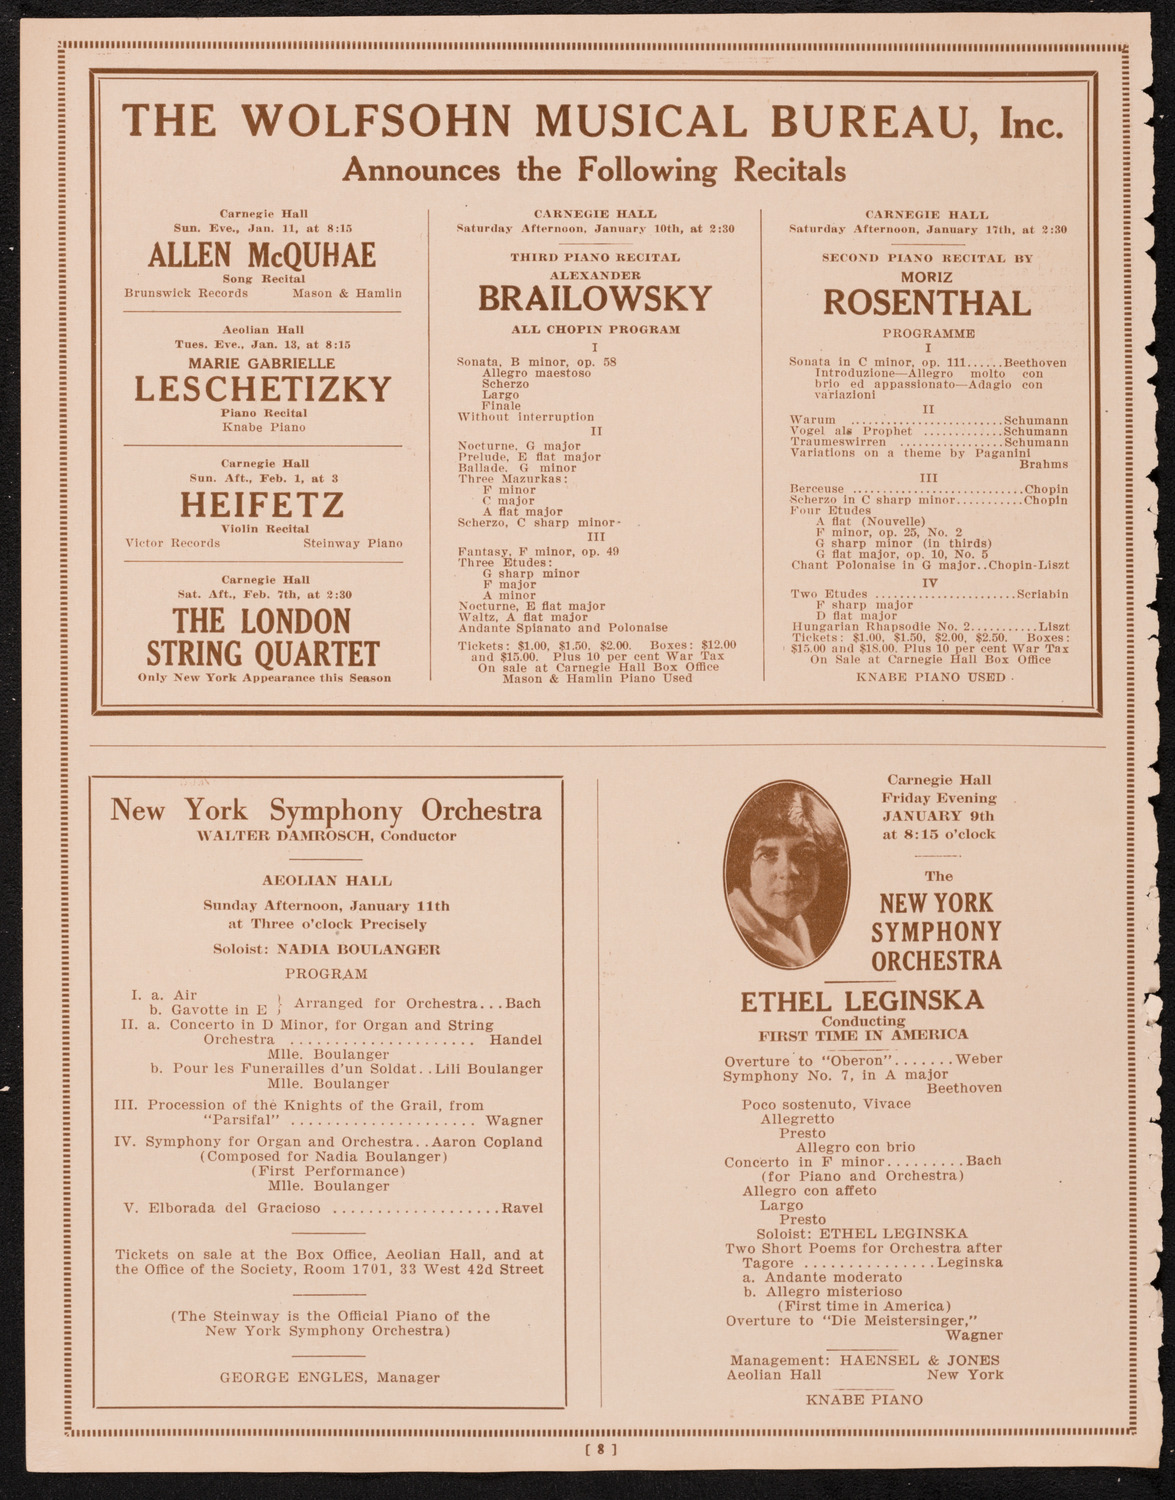 THE WOLFSOHN MUSICAL BUREAU, Inc.
Announces the Following Recitals
Carnegie Hall
Sun. Eve., Jan. 11, at 8:15
ALLEN McQUHAE
Song Recital
Brunswick Records Mason & Hamlin
Aeolian Hall
Tues. Eve., Jan. 13, at 8:15
MARIE GABRIELLE
LESCHETIZKY
Piano Recital
Knabe Piano
Carnegie Hall
Sun. Aft., Feb. 1, at 3
HEIFETZ
Violin Recital
Victor Records Steinway Piano
Carnegie Hall
Sat. Aft., Feb. 7th, at 2:30
THE LONDON
STRING QUARTET
Only New York Appearance this Season
CARNEGIE HALL
Saturday Afternoon, January 10th, at 2:30
THIRD PIANO RECITAL
ALEXANDER
BRAILOWSKY
ALL CHOPIN PROGRAM
I
Sonata, B minor, op. 58
Allegro maestoso
Scherzo
Largo
Finale
Without interruption
II
Nocturne, G major
Prelude, E flat major
Ballade, G minor
Three Mazurkas:
F minor
C major
A flat major
Scherzo, C sharp minor
III
Fantasy, F minor, op. 49
Three Etudes:
G sharp minor
F major
A minor
Nocturne, E flat major
Waltz, A flat major
Andante Spianato and Polonaise
Tickets: $1.00, $1.50, $2.00. Boxes: $12.00
and $15.00. Plus 10 per cent War Tax
On sale at Carnegie Hall Box Office
Mason & Hamlin Piano Used
CARNEGIE HALL
Saturday Afternoon, January 17th, at 2:30
SECOND PIANO RECITAL BY
MORIZ
ROSENTHAL
PROGRAMME
I
Sonata in C minor, op. 111......Beethoven
Introduzione—Allegro molto con
brio ed appassionato—Adagio con
variazioni
II
Warum ........................Schumann
Vogel als Prophet ............Schumann
Traumeswirren ................Schumann
Variations on a theme by Paganini
Brahms
III
Berceuse ...........................Chopin
Scherzo in C sharp minor...........Chopin
Four Etudes
A flat (Nouvelle)
F minor, op. 25, No. 2
G sharp minor (in thirds)
G flat major, op. 10, No. 5
Chant Polonaise in G major..Chopin-Liszt
IV
Two Etudes ......................Scriabin
F sharp major
D flat major
Hungarian Rhapsodie No. 2..........Liszt
Tickets: $1.00, $1.50, $2.00, $2.50. Boxes:
$15.00 and $18.00. Plus 10 per cent War Tax
On Sale at Carnegie Hall Box Office
KNABE PIANO USED
New York Symphony Orchestra
WALTER DAMROSCH, Conductor
AEOLIAN HALL
Sunday Afternoon, January 11th
at Three o'clock Precisely
Soloist: NADIA BOULANGER
PROGRAM
I. a. Air
b. Gavotte in E } Arranged for Orchestra...Bach
II. a. Concerto in D Minor, for Organ and String
Orchestra .................... Handel
Mlle. Boulanger
b. Pour les Funerailles d'un Soldat..Lili Boulanger
Mlle. Boulanger
III. Procession of the Knights of the Grail, from
"Parsifal" .................... Wagner
IV. Symphony for Organ and Orchestra..Aaron Copland
(Composed for Nadia Boulanger)
(First Performance)
Mlle. Boulanger
V. Elborada del Gracioso ..................Ravel
Tickets on sale at the Box Office, Aeolian Hall, and at
the Office of the Society, Room 1701, 33 West 42d Street
(The Steinway is the Official Piano of the
New York Symphony Orchestra)
GEORGE ENGLES, Manager
Carnegie Hall
Friday Evening
JANUARY 9th
at 8:15 o'clock
The
NEW YORK
SYMPHONY
ORCHESTRA
ETHEL LEGINSKA
Conducting
FIRST TIME IN AMERICA
Overture to "Oberon".......Weber
Symphony No. 7, in A major
Beethoven
Poco sostenuto, Vivace
Allegretto
Presto
Allegro con brio
Concerto in F minor.........Bach
(for Piano and Orchestra)
Allegro con affeto
Largo
Presto
Soloist: ETHEL LEGINSKA
Two Short Poems for Orchestra after
Tagore ..............Leginska
a. Andante moderato
b. Allegro misterioso
(First time in America)
Overture to "Die Meistersinger,"
Wagner
Management: HAENSEL & JONES
Aeolian Hall New York
KNABE PIANO
[ 8 ]